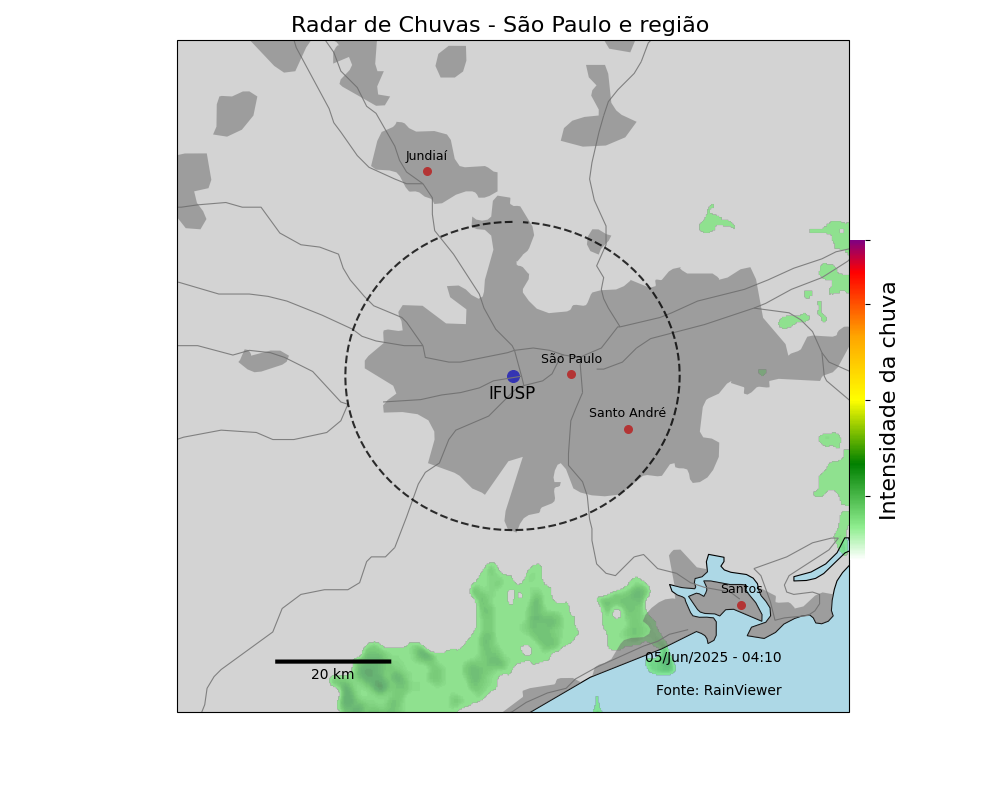 Radar de Chuvas - São Paulo e região
Jundiaí
São Paulo
IFUSP
Santo André
Intensidade da chuva
Santos
05/Jun/2025 - 04:10
20 km
Fonte: RainViewer